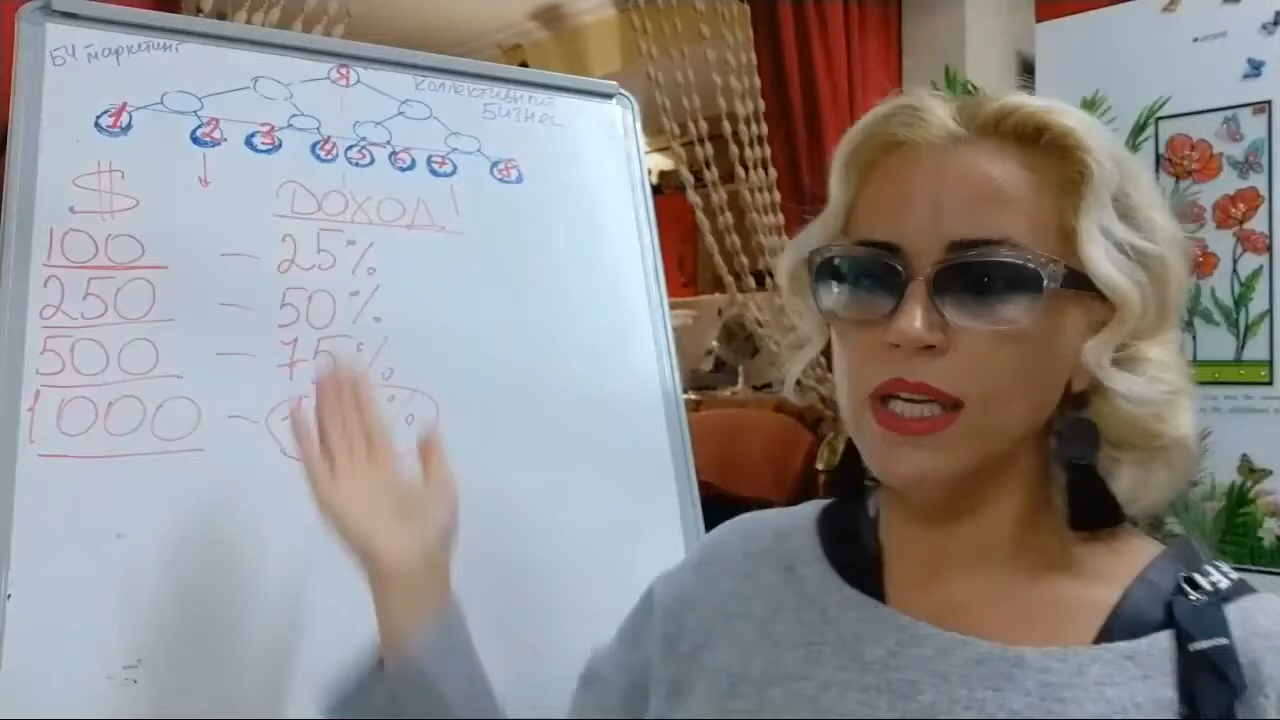 БЧ маркетинг
Я
Коллективный
Бизнес
1 2 3 4 5 6 7 8
$ ДОХОД!
100 — 25%
250 — 50%
500 — 75%
1000 — %